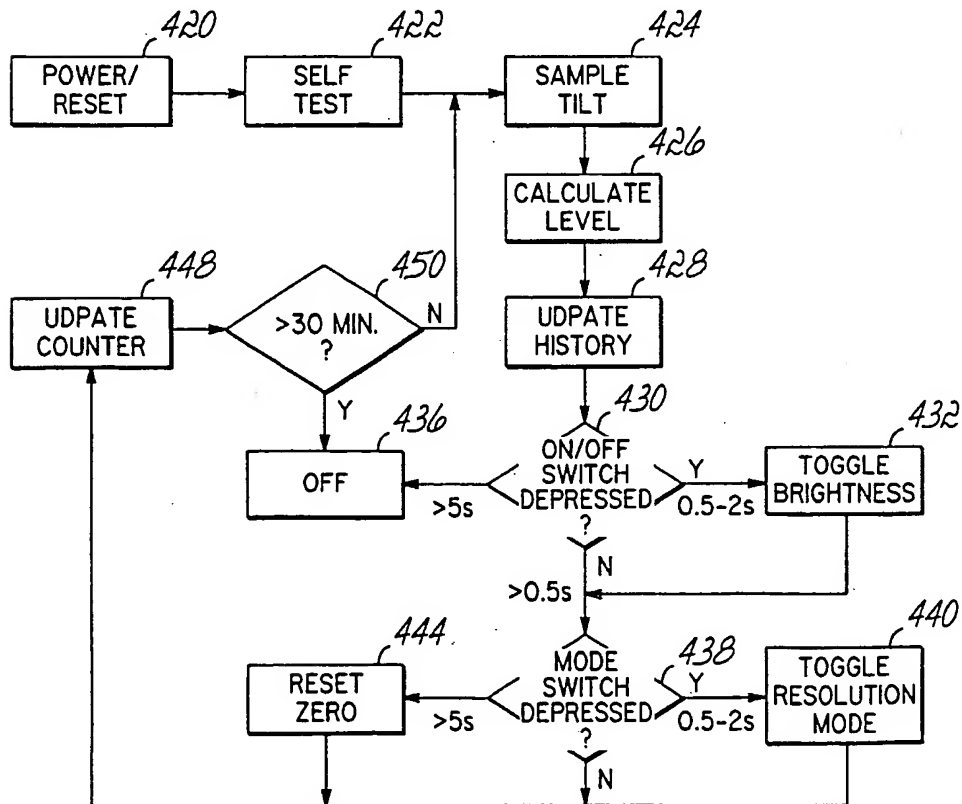 420
POWER/
RESET
422
SELF
TEST
424
SAMPLE
TILT
426
CALCULATE
LEVEL
448
UDPATE
COUNTER
450
>30 MIN.
?
N
Y
428
UDPATE
HISTORY
436
OFF
430
ON/OFF
SWITCH
DEPRESSED
?
>5s
Y
0.5-2s
432
TOGGLE
BRIGHTNESS
N
>0.5s
444
RESET
ZERO
438
MODE
SWITCH
DEPRESSED
?
>5s
Y
0.5-2s
440
TOGGLE
RESOLUTION
MODE
N